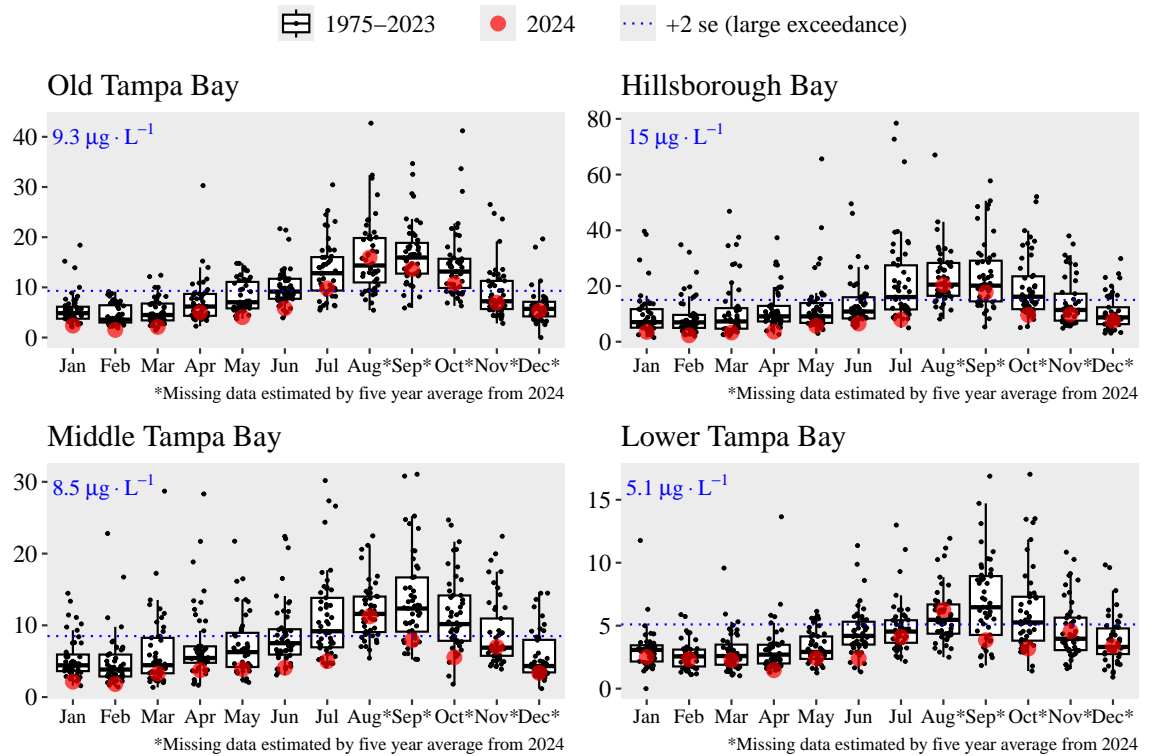 1975–2023 2024 +2 se (large exceedance)
Old Tampa Bay
9.3 μg · L⁻¹
40
30
20
10
0
Jan Feb Mar Apr May Jun Jul Aug* Sep* Oct* Nov* Dec*
*Missing data estimated by five year average from 2024
Hillsborough Bay
15 μg · L⁻¹
80
60
40
20
0
Jan Feb Mar Apr May Jun Jul Aug* Sep* Oct* Nov* Dec*
*Missing data estimated by five year average from 2024
Middle Tampa Bay
8.5 μg · L⁻¹
30
20
10
0
Jan Feb Mar Apr May Jun Jul Aug* Sep* Oct* Nov* Dec*
*Missing data estimated by five year average from 2024
Lower Tampa Bay
5.1 μg · L⁻¹
15
10
5
0
Jan Feb Mar Apr May Jun Jul Aug* Sep* Oct* Nov* Dec*
*Missing data estimated by five year average from 2024